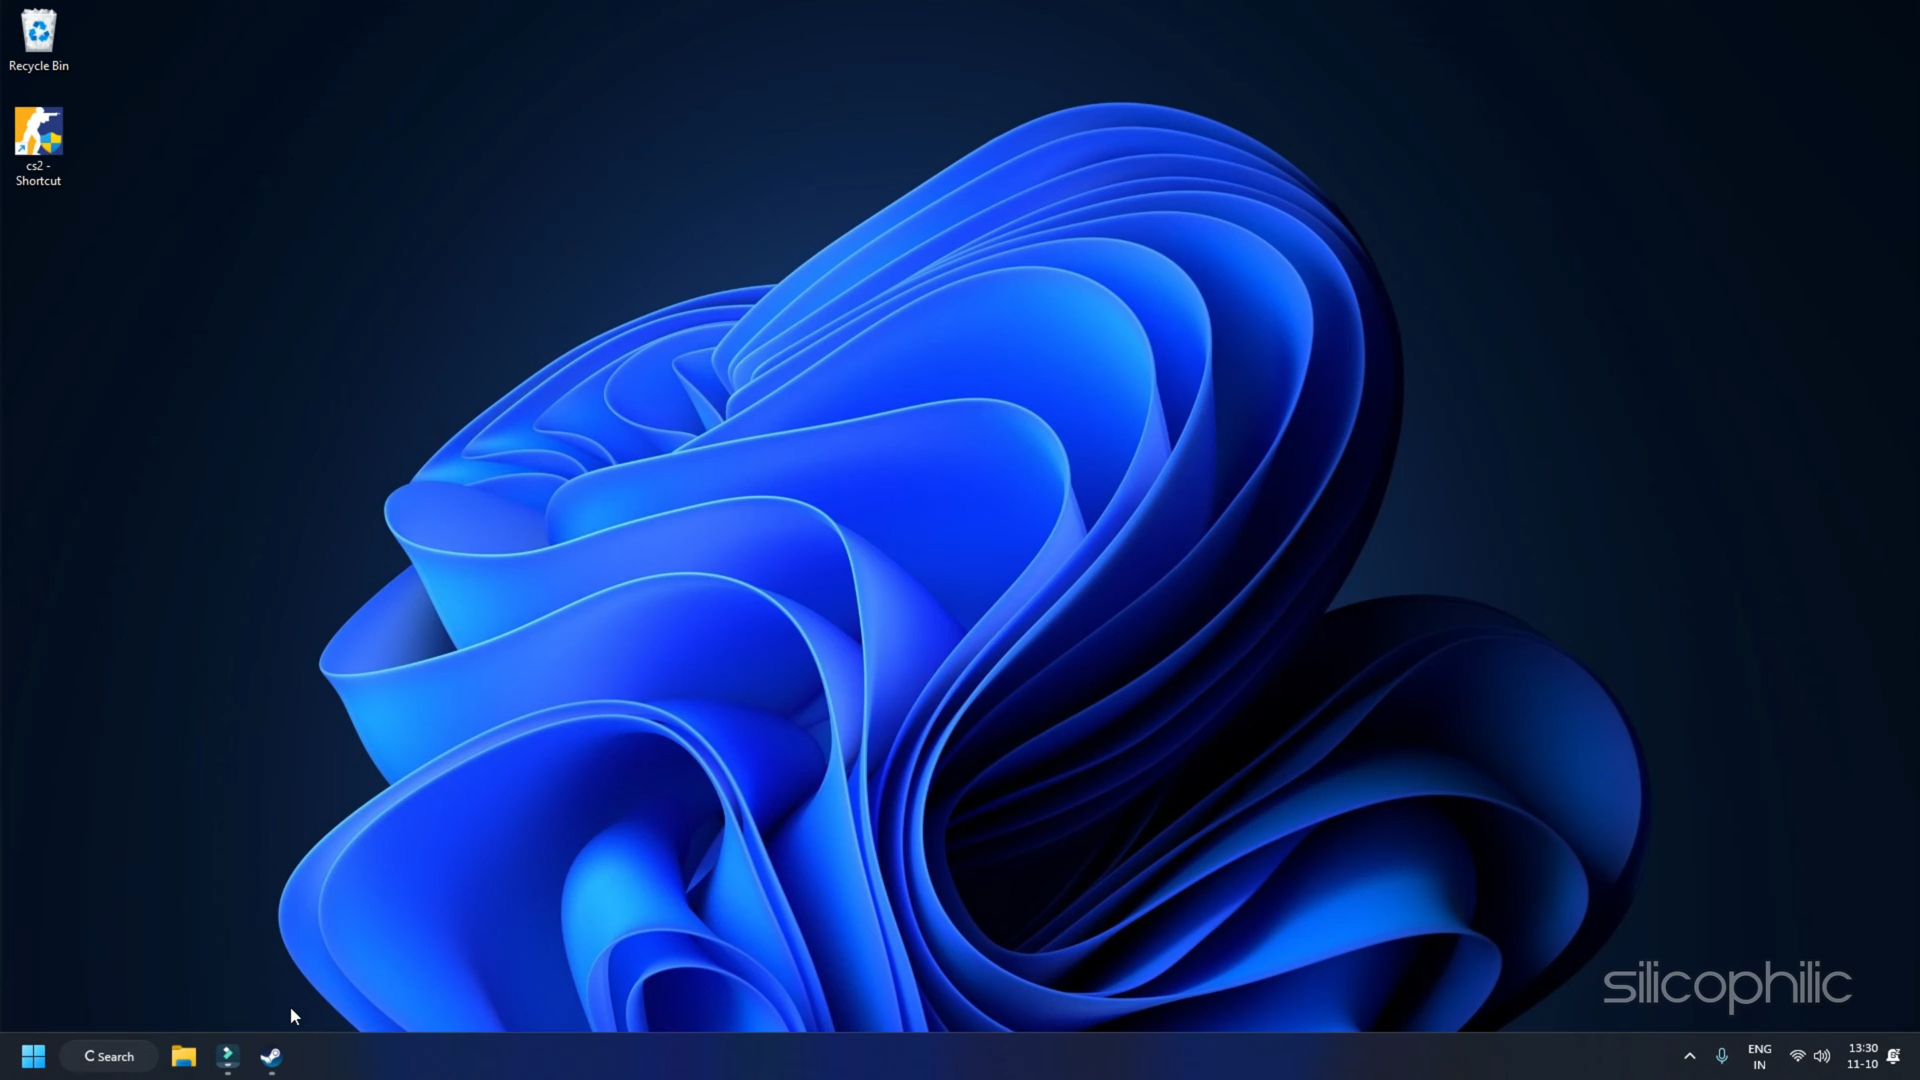 Recycle Bin
cs2 -
Shortcut
silicophilic
Search
ENG
IN
13:30
11-10